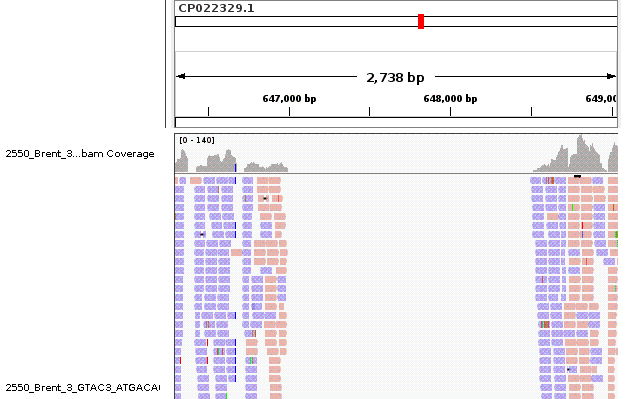 CP022329.1
2,738 bp
647,000 bp
648,000 bp
649,0
[0 - 140]
2550_Brent_3...bam Coverage
2550_Brent_3_GTAC3_ATGACA